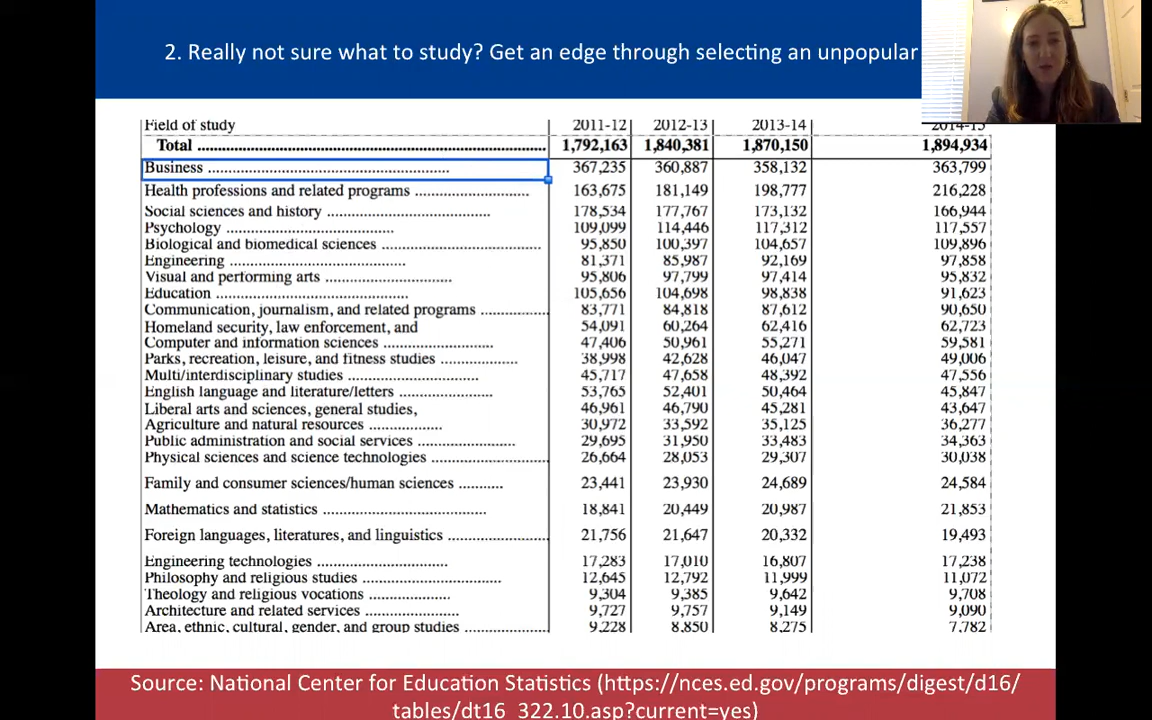 2. Really not sure what to study? Get an edge through selecting an unpopular
Field of study 2011-12 2012-13 2013-14 2014-15
Total 1,792,163 1,840,381 1,870,150 1,894,934
Business 367,235 360,887 358,132 363,799
Health professions and related programs 163,675 181,149 198,777 216,228
Social sciences and history 178,534 177,767 173,132 166,944
Psychology 109,099 114,446 117,312 117,557
Biological and biomedical sciences 95,850 100,397 104,657 109,896
Engineering 81,371 85,987 92,169 97,858
Visual and performing arts 95,806 97,799 97,414 95,832
Education 105,656 104,698 98,838 91,623
Communication, journalism, and related programs 83,771 84,818 87,612 90,650
Homeland security, law enforcement, and 54,091 60,264 62,416 62,723
Computer and information sciences 47,406 50,961 55,271 59,581
Parks, recreation, leisure, and fitness studies 38,998 42,628 46,047 49,006
Multi/interdisciplinary studies 45,717 47,658 48,392 47,556
English language and literature/letters 53,765 52,401 50,464 45,847
Liberal arts and sciences, general studies, 46,961 46,790 45,281 43,647
Agriculture and natural resources 30,972 33,592 35,125 36,277
Public administration and social services 29,695 31,950 33,483 34,363
Physical sciences and science technologies 26,664 28,053 29,307 30,038
Family and consumer sciences/human sciences 23,441 23,930 24,689 24,584
Mathematics and statistics 18,841 20,449 20,987 21,853
Foreign languages, literatures, and linguistics 21,756 21,647 20,332 19,493
Engineering technologies 17,283 17,010 16,807 17,238
Philosophy and religious studies 12,645 12,792 11,999 11,072
Theology and religious vocations 9,304 9,385 9,642 9,708
Architecture and related services 9,727 9,757 9,149 9,090
Area, ethnic, cultural, gender, and group studies 9,228 8,850 8,275 7,782
Source: National Center for Education Statistics (https://nces.ed.gov/programs/digest/d16/
tables/dt16_322.10.asp?current=yes)